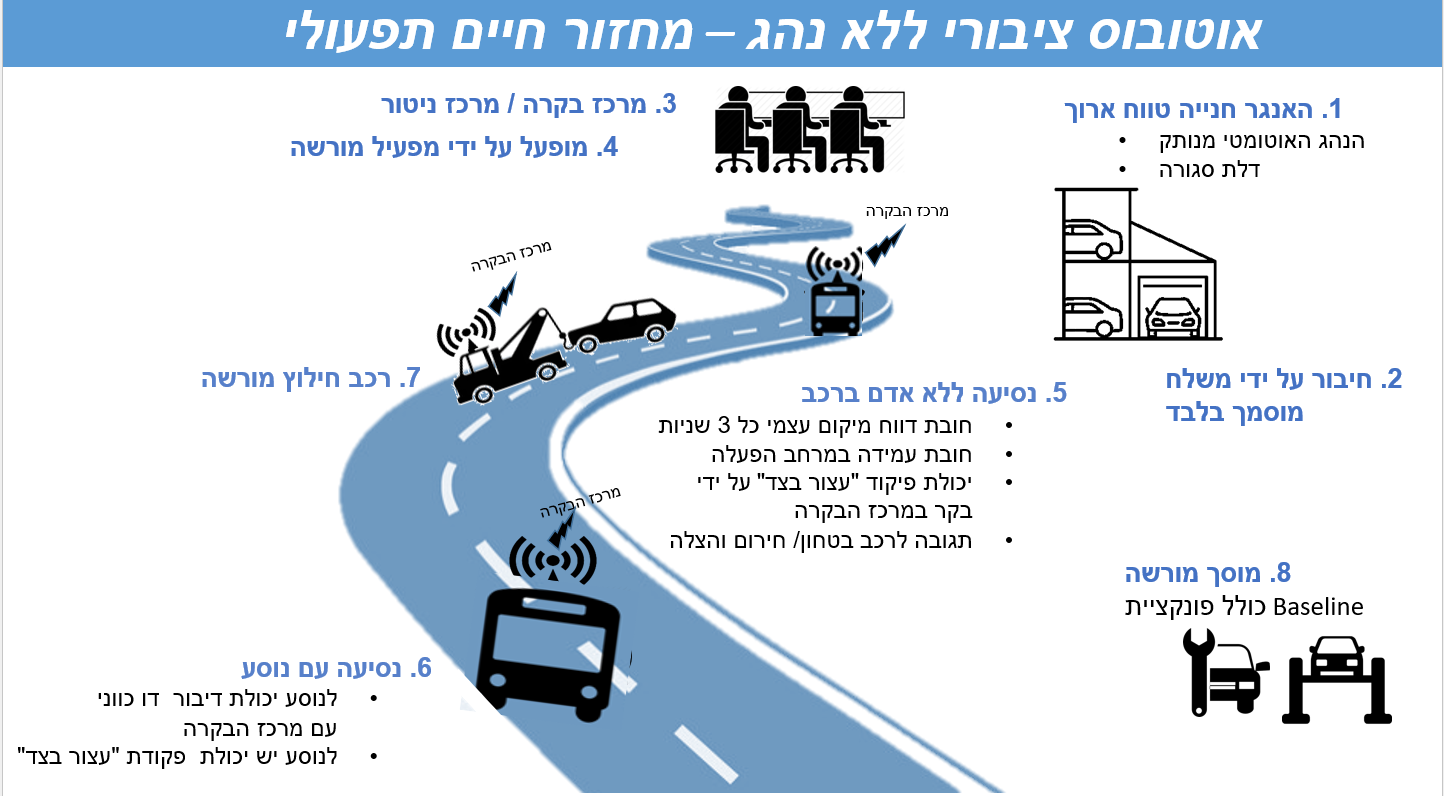 אוטובוס ציבורי ללא נהג – מחזור חיים תפעולי
1. האנגר חנייה טווח ארוך
• הנהג האוטומטי מנותק
• דלת סגורה
2. חיבור על ידי משלח
מוסמך בלבד
3. מרכז בקרה / מרכז ניטור
4. מופעל על ידי מפעיל מורשה
מרכז הבקרה
מרכז הבקרה
5. נסיעה ללא אדם ברכב
• חובת דווח מיקום עצמי כל 3 שניות
• חובת עמידה במרחב הפעלה
• יכולת פיקוד "עצור בצד" על ידי
בקר במרכז הבקרה
• תגובה לרכב בטחון/ חירום והצלה
מרכז הבקרה
6. נסיעה עם נוסע
• לנוסע יכולת דיבור דו כווני
עם מרכז הבקרה
• לנוסע יש יכולת פקודת "עצור בצד"
7. רכב חילוץ מורשה
8. מוסך מורשה
כולל פונקציית Baseline